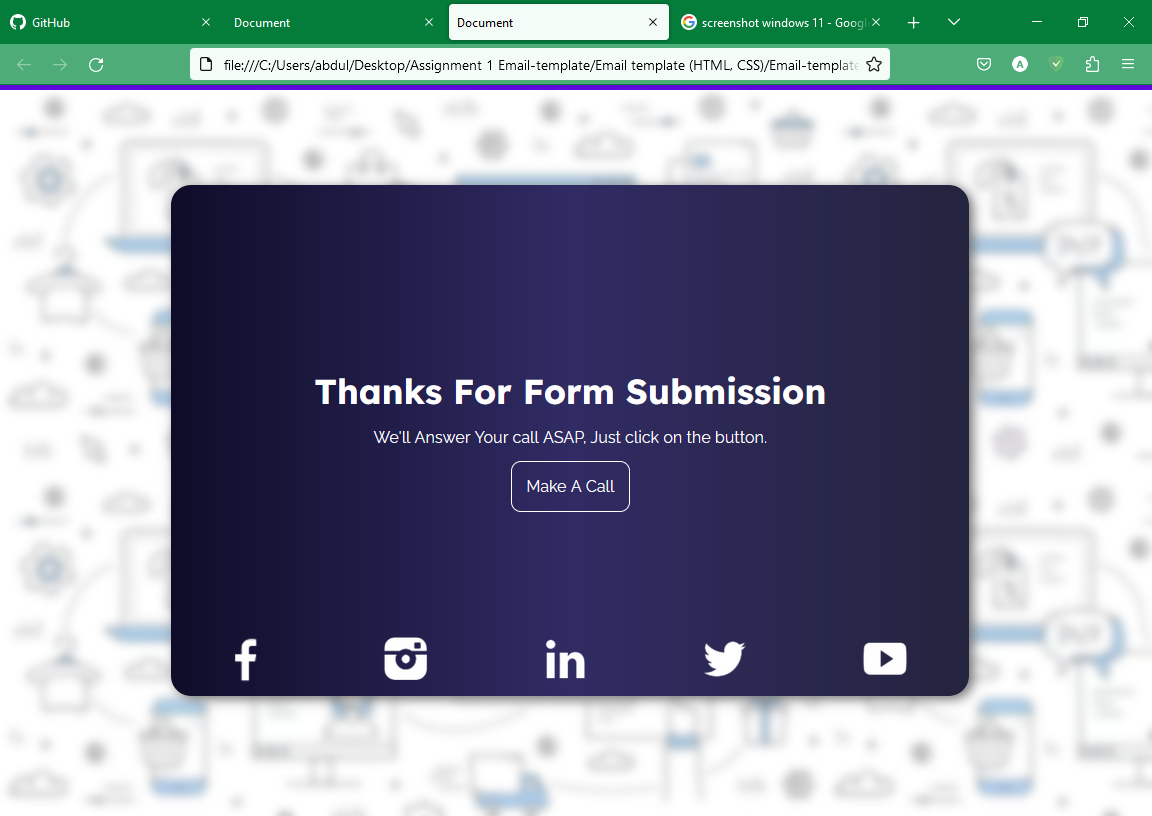 GitHub
Document
Document
screenshot windows 11 - Googl
file:///C:/Users/abdul/Desktop/Assignment 1 Email-template/Email template (HTML, CSS)/Email-template
A
Thanks For Form Submission
We'll Answer Your call ASAP, Just click on the button.
Make A Call